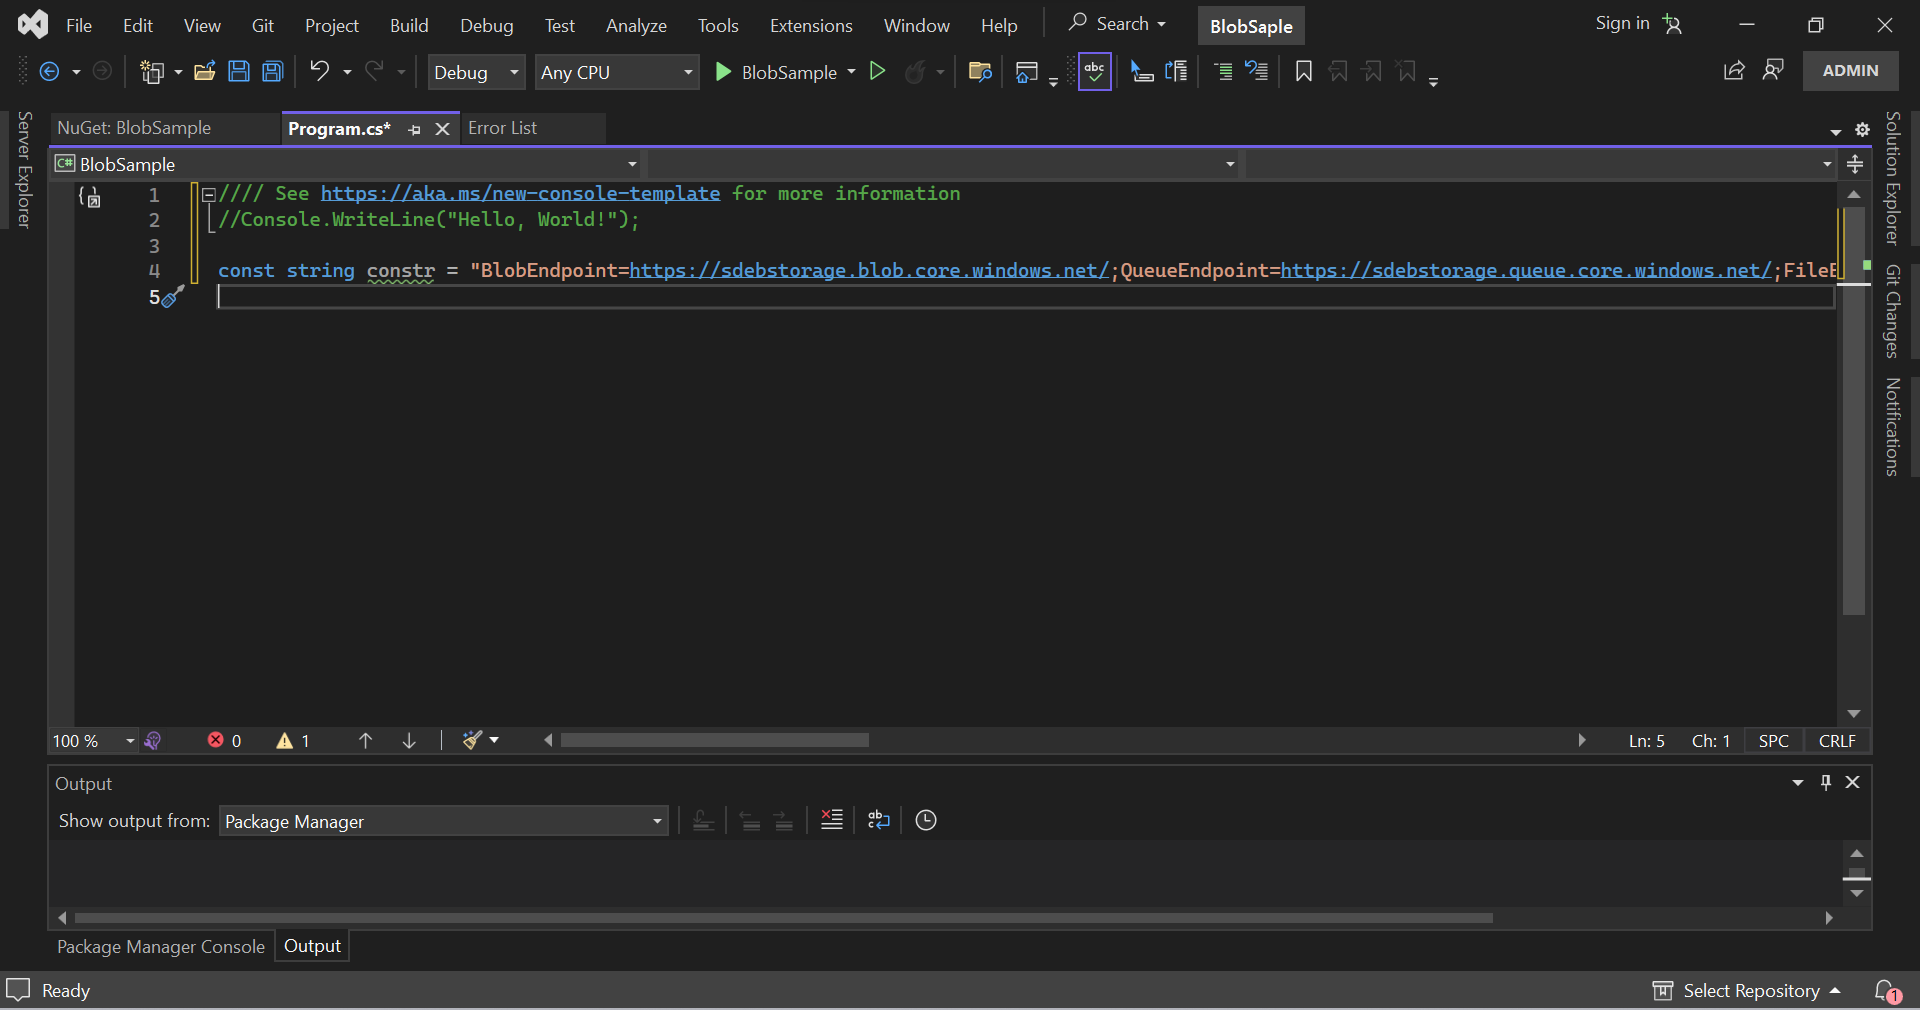 File Edit View Git Project Build Debug Test Analyze Tools Extensions Window Help Search BlobSaple Sign in
Debug Any CPU BlobSample abc ADMIN
Server Explorer
NuGet: BlobSample Program.cs* Error List
C# BlobSample
1 //// See https://aka.ms/new-console-template for more information
2 //Console.WriteLine("Hello, World!");
3
4 const string constr = "BlobEndpoint=https://sdebstorage.blob.core.windows.net/;QueueEndpoint=https://sdebstorage.queue.core.windows.net/;FileE
5
Solution Explorer
Git Changes
Notifications
100 % 0 1 Ln: 5 Ch: 1 SPC CRLF
Output
Show output from: Package Manager
Package Manager Console Output
Ready Select Repository 1